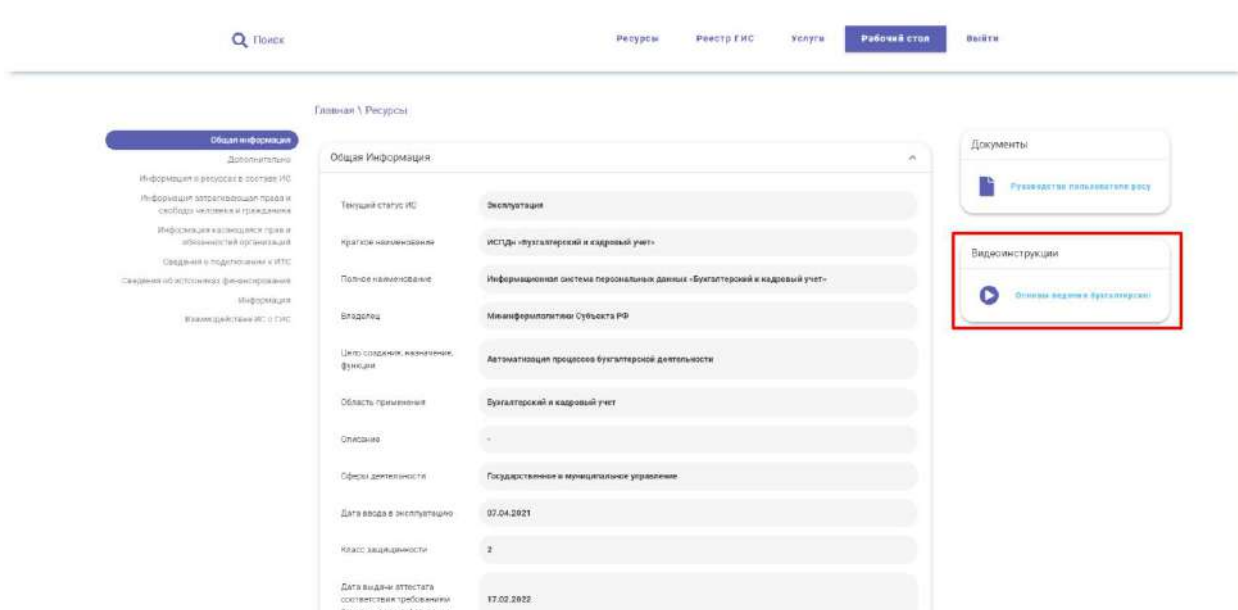 Поиск
Ресурсы
Реестр ГИС
Услуги
Рабочий стол
Выйти
Главная \ Ресурсы
Общая информация
Дополнительно
Информация о ресурсах в составе ИС
Информация затрагивающая права и
свободы человека и гражданина
Информация касающаяся прав и
обязанностей организаций
Сведения о подключении к ИТС
Сведения об источниках финансирования
Информация
Взаимодействие ИС с ГИС
Общая Информация
Текущий статус ИС
Эксплуатация
Краткое наименование
ИСПДн «Бухгалтерский и кадровый учет»
Полное наименование
Информационная система персональных данных «Бухгалтерский и кадровый учет»
Владелец
Мининформполитики Субъекта РФ
Цель создания, назначение,
функции
Автоматизация процессов бухгалтерской деятельности
Область применения
Бухгалтерский и кадровый учет
Описание
-
Сферы деятельности
Государственное и муниципальное управление
Дата ввода в эксплуатацию
07.04.2021
Класс защищенности
2
Дата выдачи аттестата
соответствия требованиям
17.02.2022
Документы
Руководство пользователя росу
Видеоинструкции
Основы ведения бухгалтерско